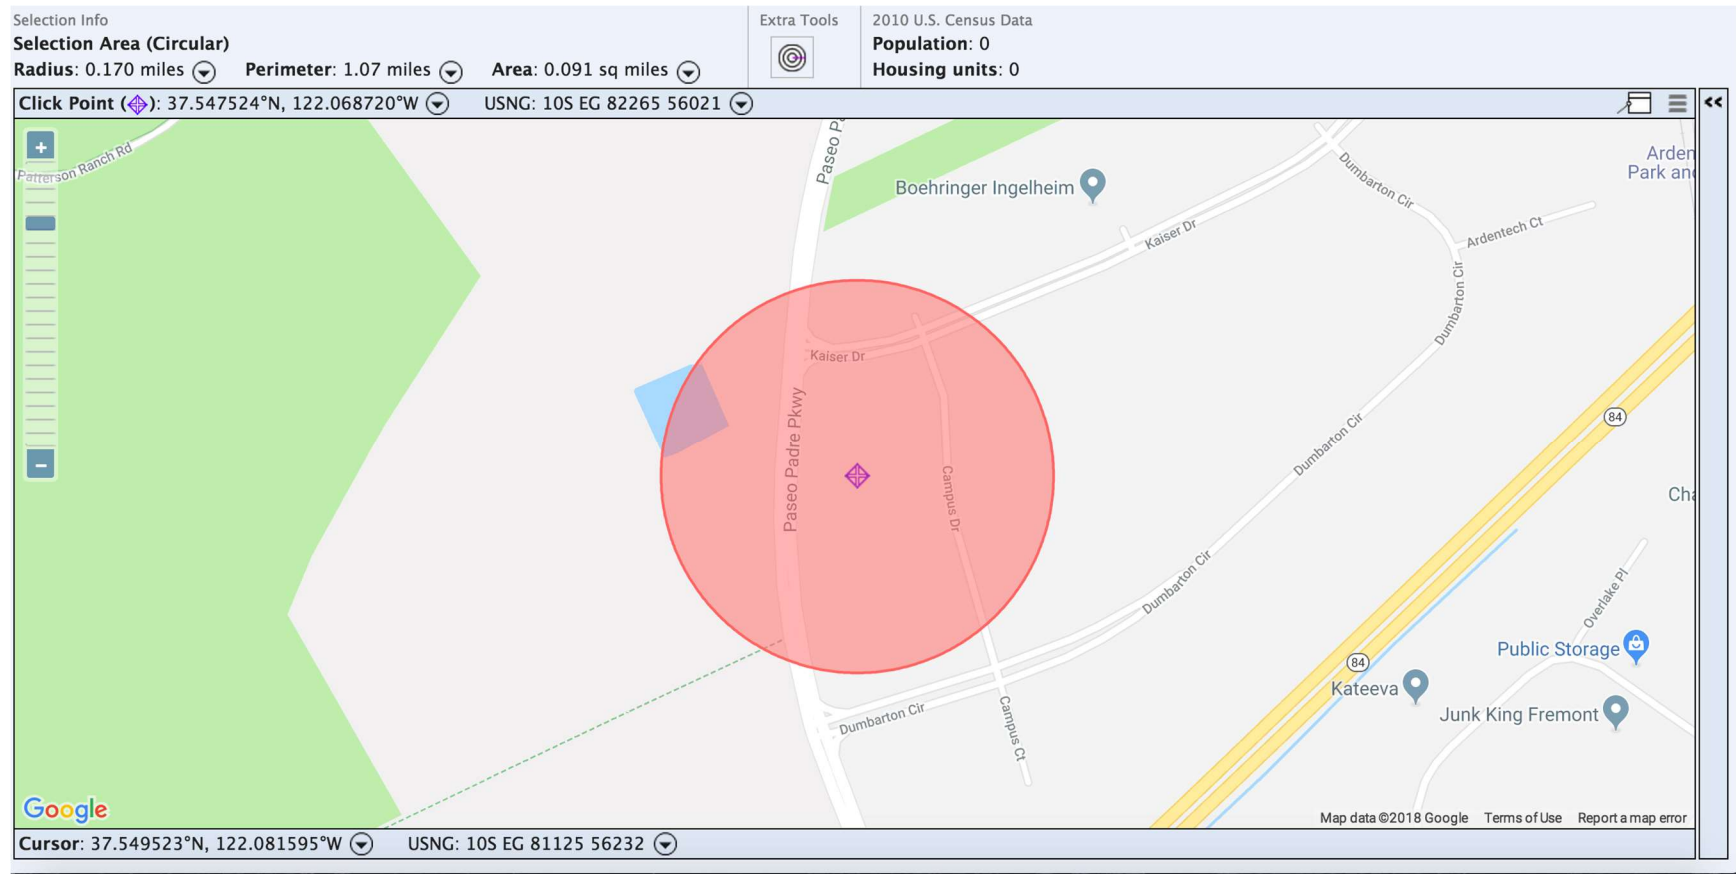 Selection Info
Selection Area (Circular)
Radius: 0.170 miles Perimeter: 1.07 miles Area: 0.091 sq miles
Extra Tools
2010 U.S. Census Data
Population: 0
Housing units: 0
Click Point ( ): 37.547524°N, 122.068720°W USNG: 10S EG 82265 56021
<<
+
Patterson Ranch Rd
Paseo P
Boehringer Ingelheim
Kaiser Dr
Dumbarton Cir
Ardentech Ct
Arden
Park and
Dumbarton Cir
Kaiser Dr
Paseo Padre Pkwy
Campus Dr
84
Dumbarton Cir
Cha
−
Dumbarton Cir
Overlake Pl
Public Storage
84
Kateeva
Junk King Fremont
Dumbarton Cir
Campus Ct
Google
Map data ©2018 Google Terms of Use Report a map error
Cursor: 37.549523°N, 122.081595°W USNG: 10S EG 81125 56232